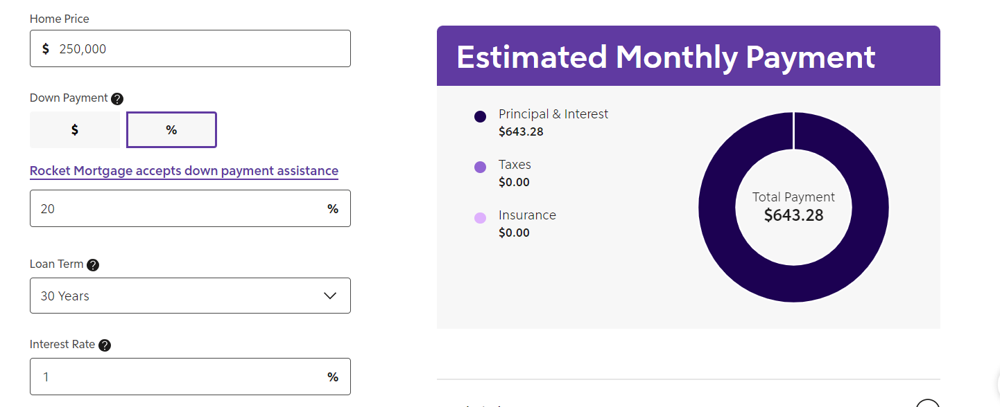 Home Price
$ 250,000
Down Payment ?
$ %
Rocket Mortgage accepts down payment assistance
20 %
Loan Term ?
30 Years
Interest Rate ?
1 %
Estimated Monthly Payment
Principal & Interest
$643.28
Taxes
$0.00
Insurance
$0.00
Total Payment
$643.28